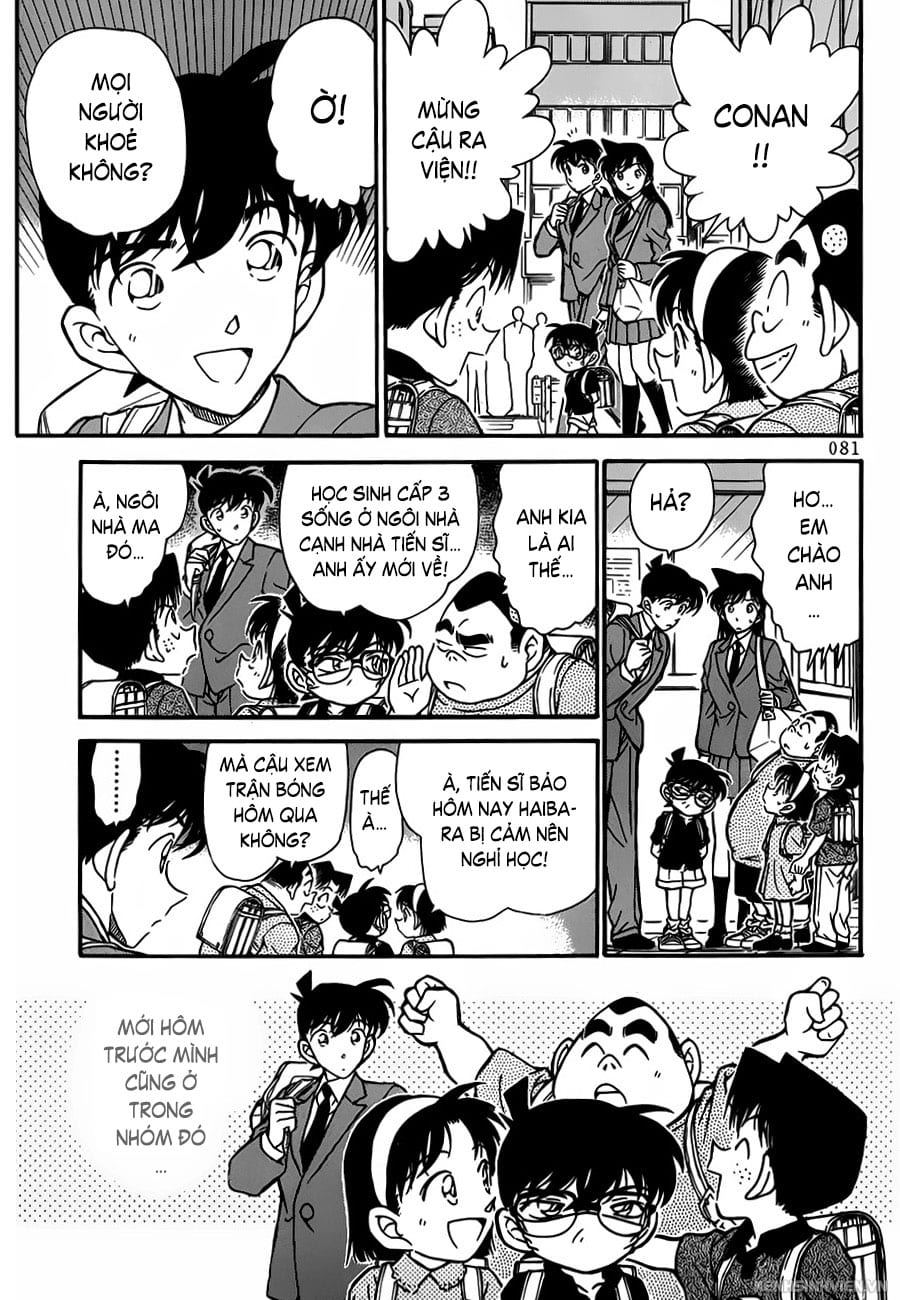 CONAN
!!
MỪNG
CẬU RA
VIỆN!!
Ờ!
MỌI
NGƯỜI
KHOẺ
KHÔNG?
081
HƠ...
EM
CHÀO
ANH
...
HẢ?
ANH KIA
LÀ AI
THẾ...
HỌC SINH CẤP 3
SỐNG Ở NGÔI NHÀ
CẠNH NHÀ TIẾN SĨ...
ANH ẤY MỚI VỀ!
À, NGÔI
NHÀ MA
ĐÓ...
À, TIẾN SĨ BẢO
HÔM NAY HAIBA-
RA BỊ CẢM NÊN
NGHỈ HỌC!
THẾ
À...
MÀ CẬU XEM
TRẬN BÓNG
HÔM QUA
KHÔNG?
........
MỚI HÔM
TRƯỚC MÌNH
CŨNG Ở
TRONG
NHÓM ĐÓ
...